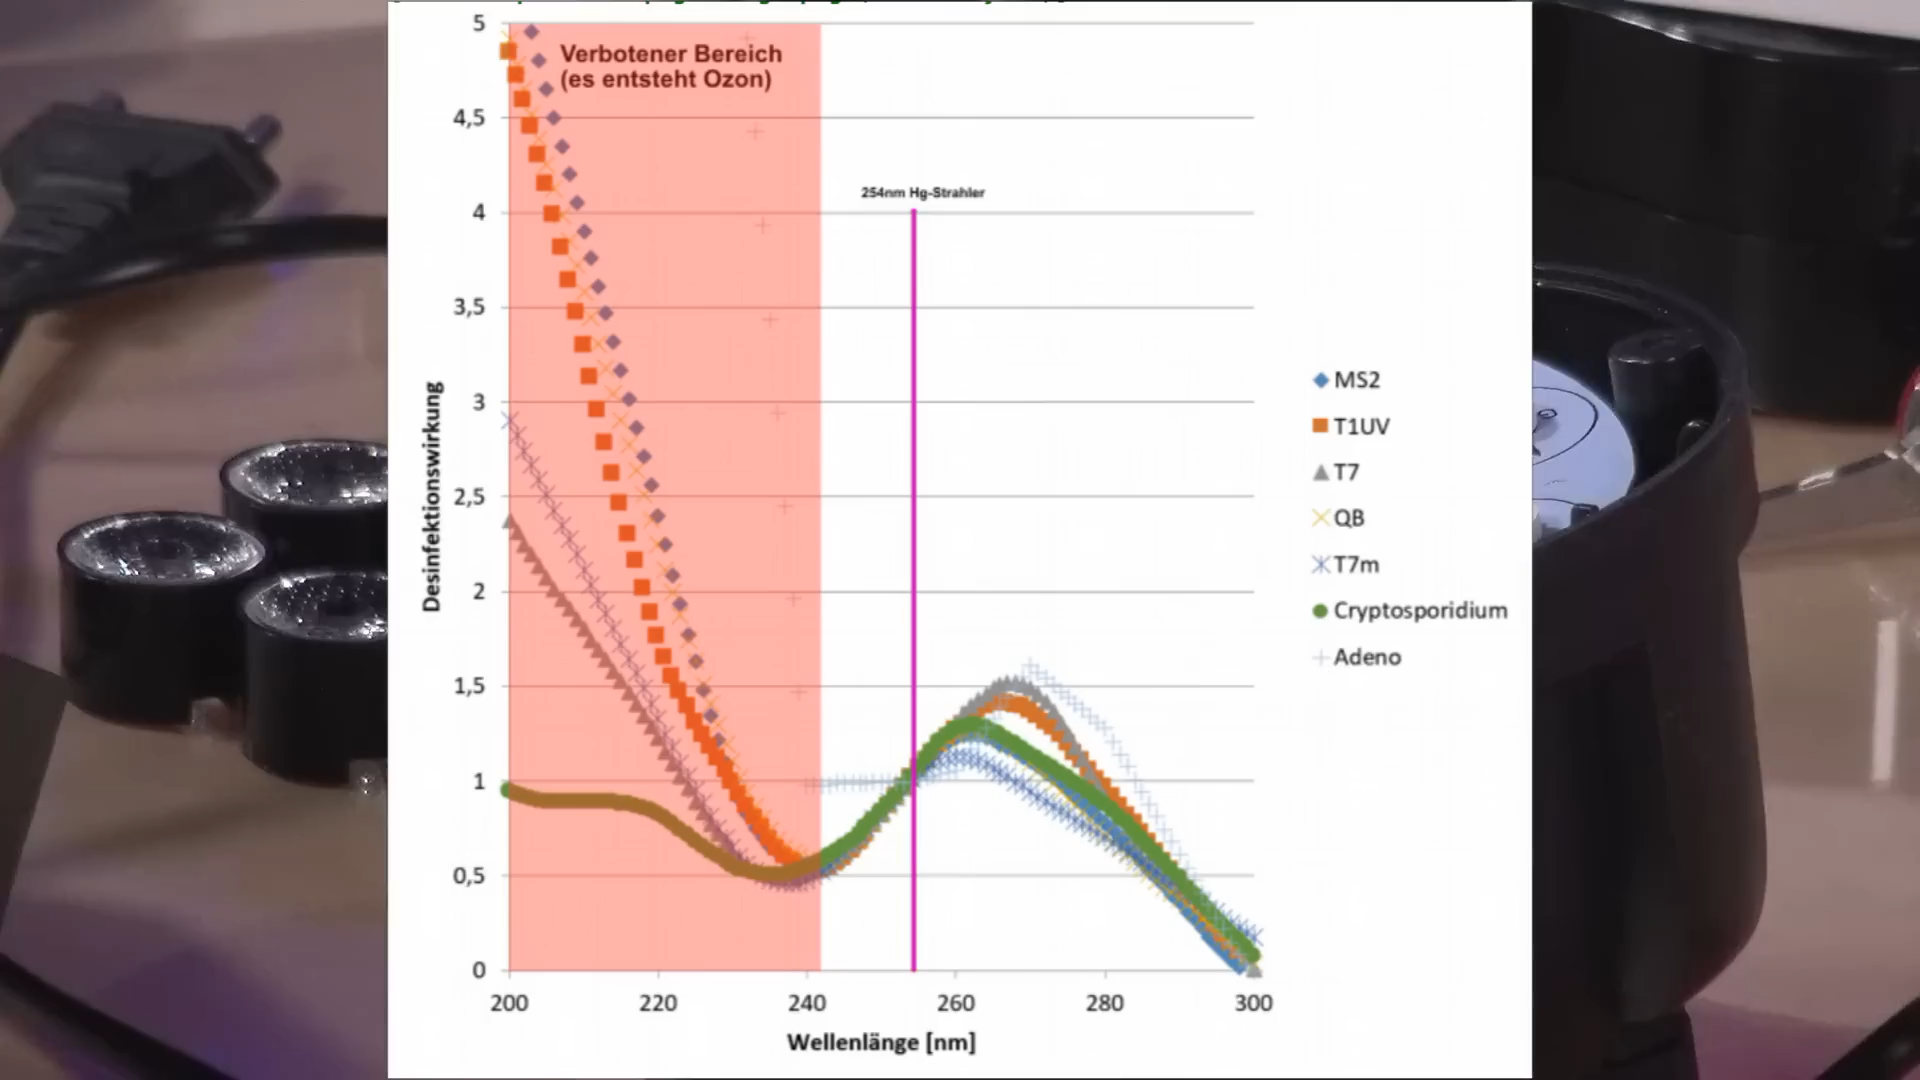 5
Verbotener Bereich
(es entsteht Ozon)
4,5
254nm Hg-Strahler
4
3,5
3
2,5
2
1,5
1
0,5
0
Desinfektionswirkung
200 220 240 260 280 300
Wellenlänge [nm]
MS2
T1UV
T7
QB
T7m
Cryptosporidium
Adeno